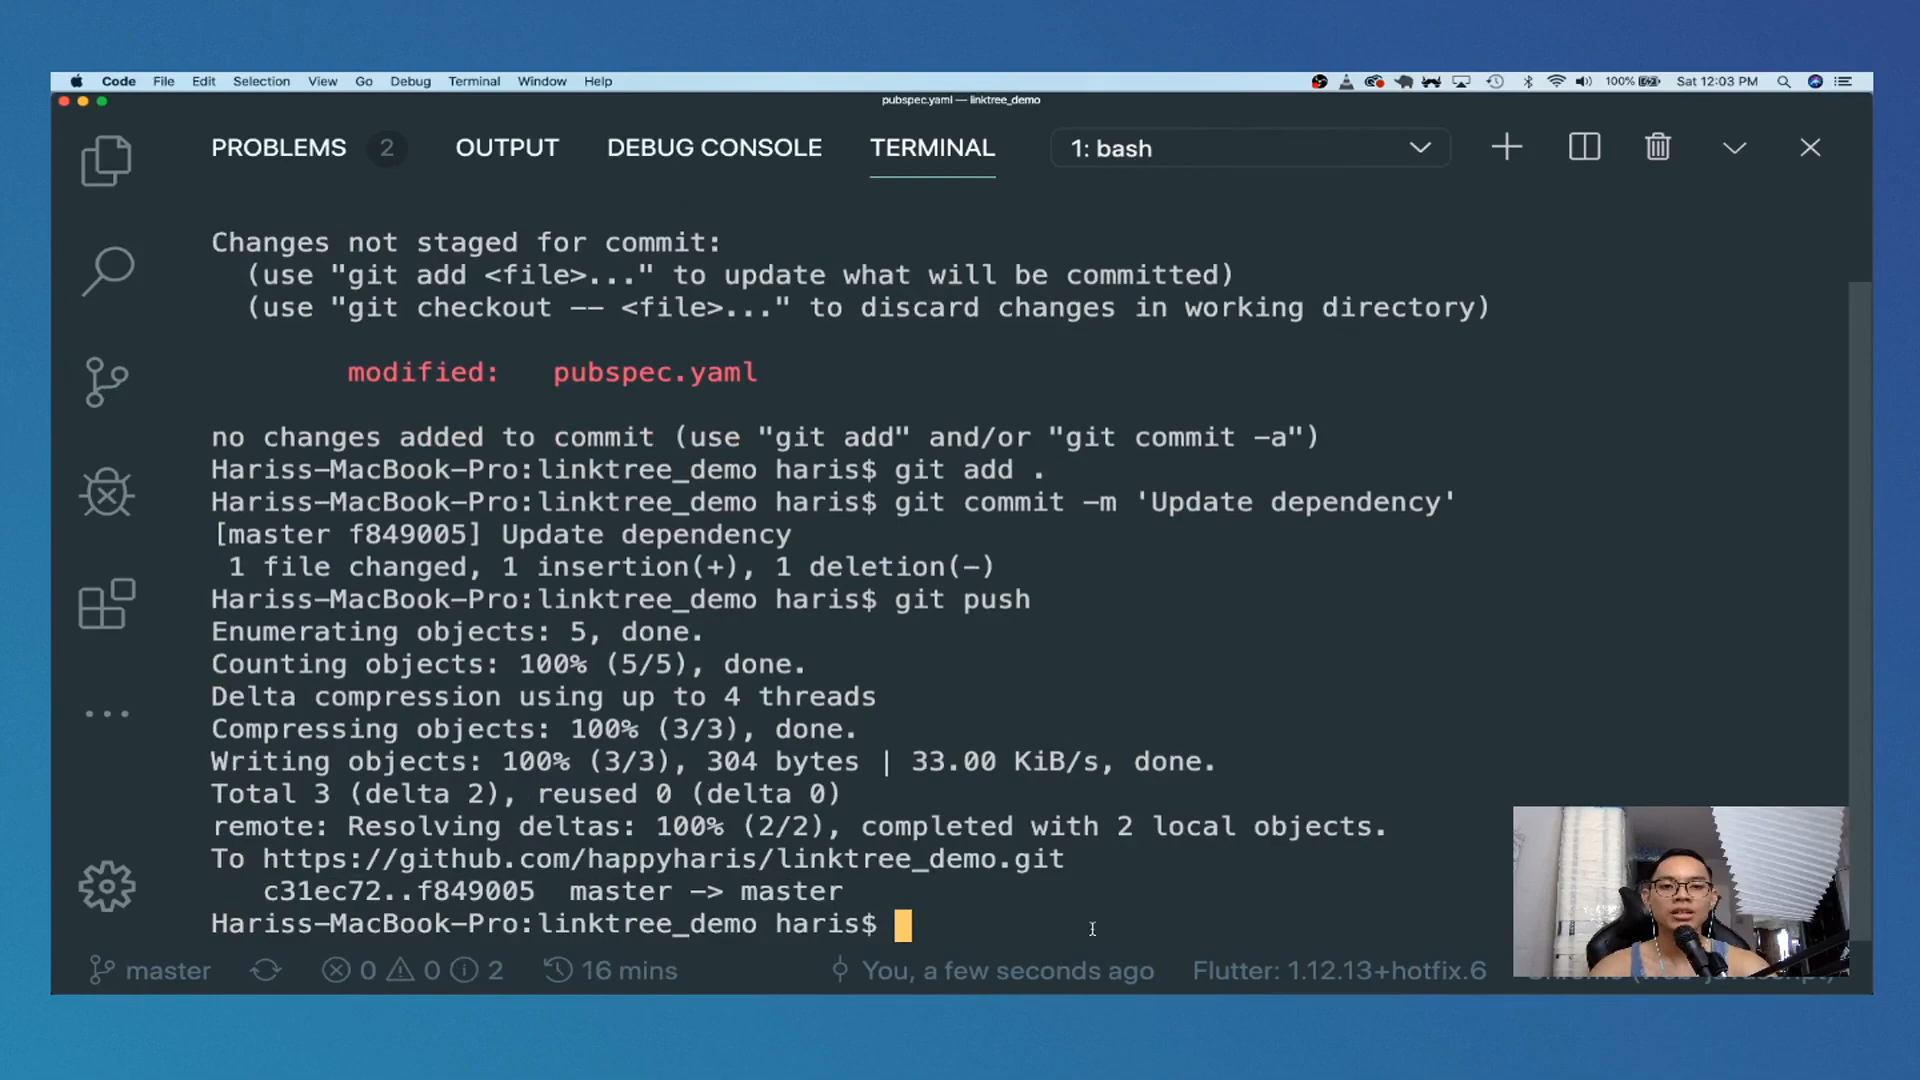 Code File Edit Selection View Go Debug Terminal Window Help 100% Sat 12:03 PM
pubspec.yaml — linktree_demo
PROBLEMS 2 OUTPUT DEBUG CONSOLE TERMINAL 1: bash
Changes not staged for commit:
(use "git add <file>..." to update what will be committed)
(use "git checkout -- <file>..." to discard changes in working directory)
modified: pubspec.yaml
no changes added to commit (use "git add" and/or "git commit -a")
Hariss-MacBook-Pro:linktree_demo haris$ git add .
Hariss-MacBook-Pro:linktree_demo haris$ git commit -m 'Update dependency'
[master f849005] Update dependency
1 file changed, 1 insertion(+), 1 deletion(-)
Hariss-MacBook-Pro:linktree_demo haris$ git push
Enumerating objects: 5, done.
Counting objects: 100% (5/5), done.
Delta compression using up to 4 threads
Compressing objects: 100% (3/3), done.
Writing objects: 100% (3/3), 304 bytes | 33.00 KiB/s, done.
Total 3 (delta 2), reused 0 (delta 0)
remote: Resolving deltas: 100% (2/2), completed with 2 local objects.
To https://github.com/happyharis/linktree_demo.git
c31ec72..f849005 master -> master
Hariss-MacBook-Pro:linktree_demo haris$
master 0 0 2 16 mins You, a few seconds ago Flutter: 1.12.13+hotfix.6